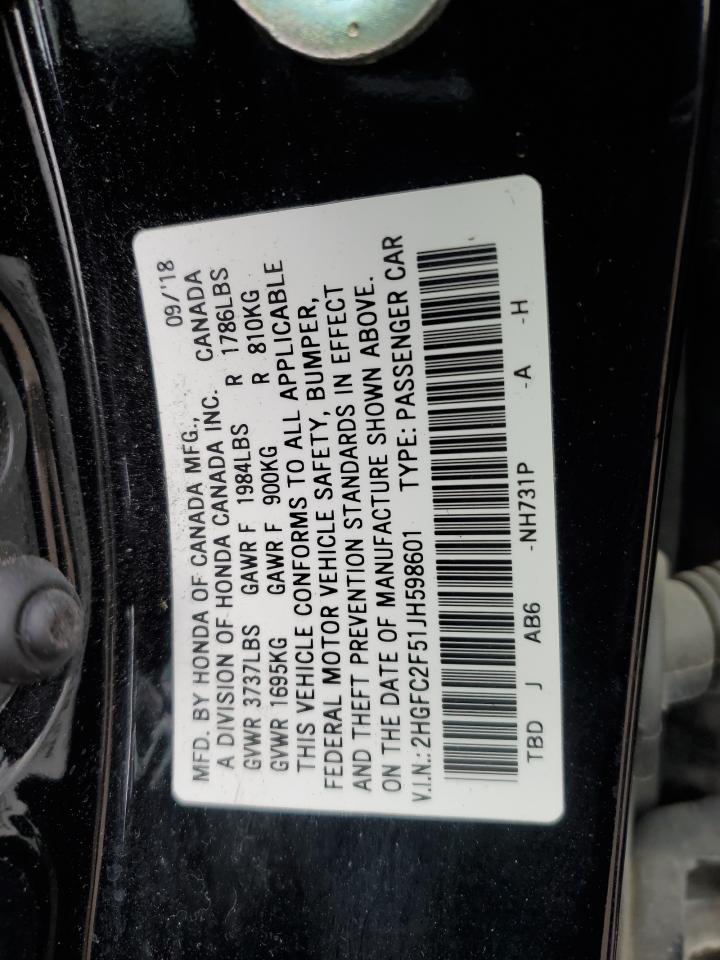 MFD. BY HONDA OF CANADA MFG., 09/'18
A DIVISION OF HONDA CANADA INC. CANADA
GVWR 3737LBS GAWR F 1984LBS R 1786LBS
GVWR 1695KG GAWR F 900KG R 810KG
THIS VEHICLE CONFORMS TO ALL APPLICABLE
FEDERAL MOTOR VEHICLE SAFETY, BUMPER,
AND THEFT PREVENTION STANDARDS IN EFFECT
ON THE DATE OF MANUFACTURE SHOWN ABOVE.
V.I.N.: 2HGFC2F51JH598601 TYPE: PASSENGER CAR
TBD J AB6 -NH731P -A -H